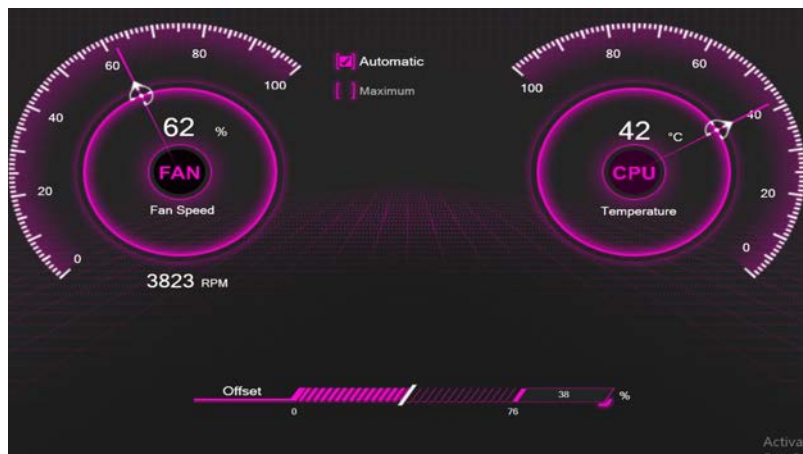 60
80
40
100
20
0
62 %
FAN
Fan Speed
3823 RPM
Automatic
Maximum
80
60
100
40
20
0
42 °C
CPU
Temperature
Offset
0
76
38
%
Activa